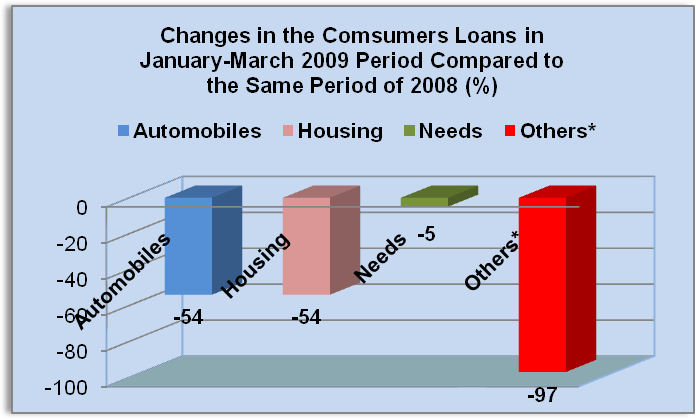 Changes in the Comsumers Loans in
January-March 2009 Period Compared to
the Same Period of 2008 (%)
Automobiles Housing Needs Others*
0
-20
-40
-60
-80
-100
Automobiles
Housing
Needs
Others*
-54
-54
-5
-97